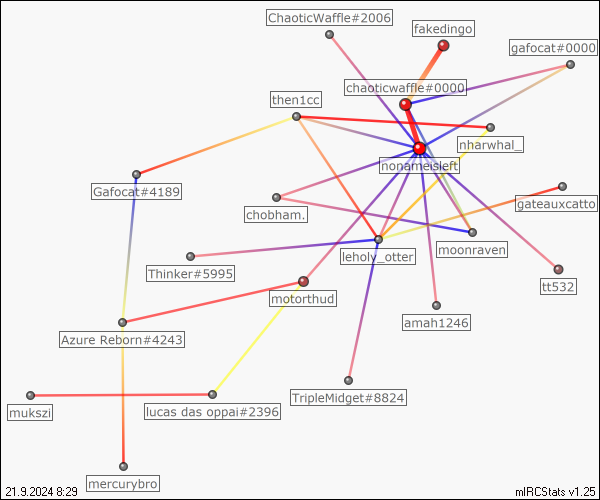 ChaoticWaffle#2006
fakedingo
gafocat#0000
chaoticwaffle#0000
then1cc
nharwhal_
nonameisleft
Gafocat#4189
gateauxcatto
chobham.
moonraven
leholy_otter
Thinker#5995
tt532
motorthud
amah1246
Azure Reborn#4243
TripleMidget#8824
mukszi
lucas das oppai#2396
mercurybro
21.9.2024 8:29
mIRCStats v1.25